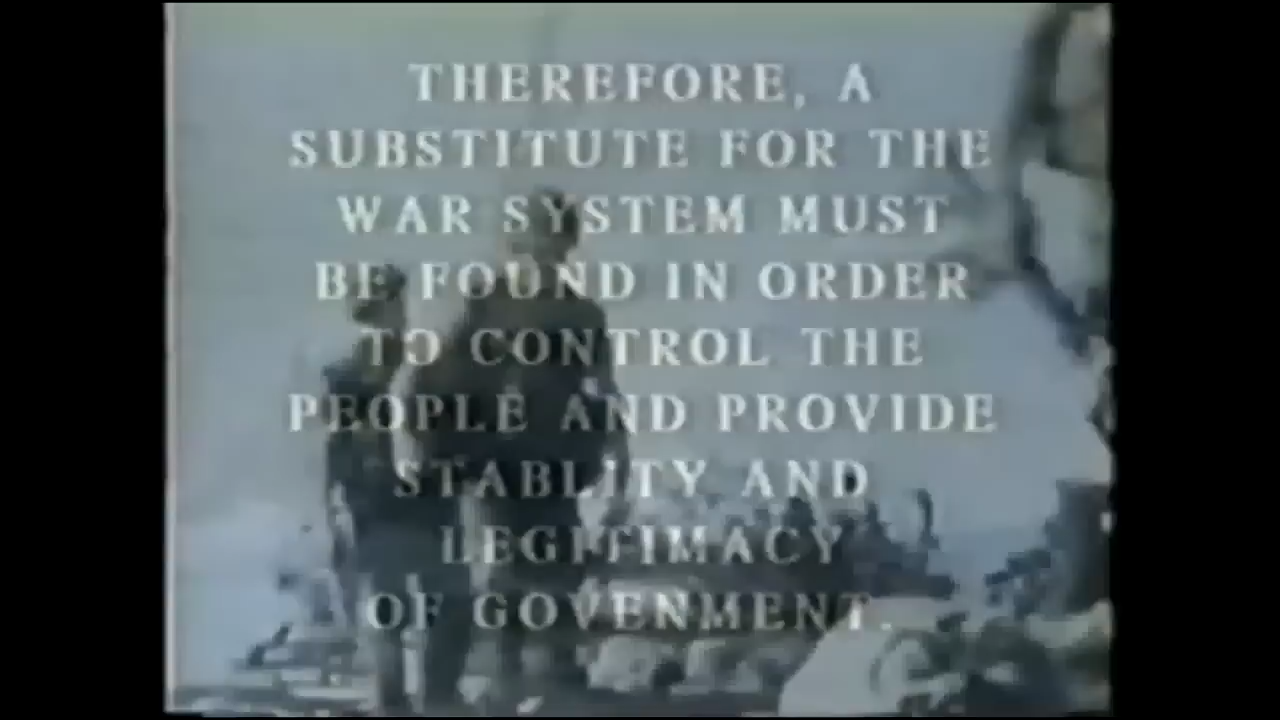 THEREFORE, A
SUBSTITUTE FOR THE
WAR SYSTEM MUST
BE FOUND IN ORDER
TO CONTROL THE
PEOPLE AND PROVIDE
STABLITY AND
LEGITIMACY
OF GOVENMENT.